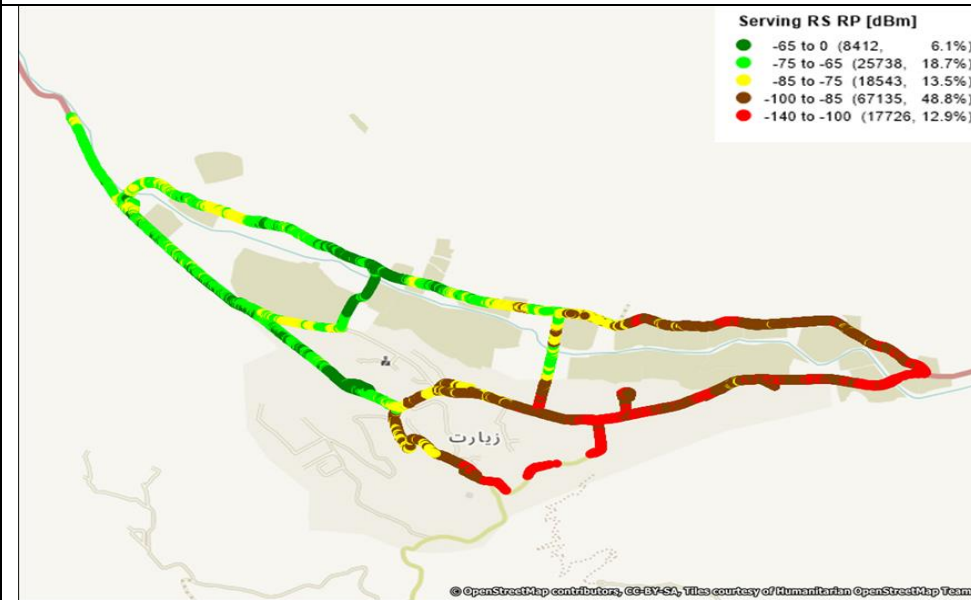 Serving RS RP [dBm]
-65 to 0 (8412, 6.1%)
-75 to -65 (25738, 18.7%)
-85 to -75 (18543, 13.5%)
-100 to -85 (67135, 48.8%)
-140 to -100 (17726, 12.9%)
زیارت
© OpenStreetMap contributors, CC-BY-SA, Tiles courtesy of Humanitarian OpenStreetMap Team